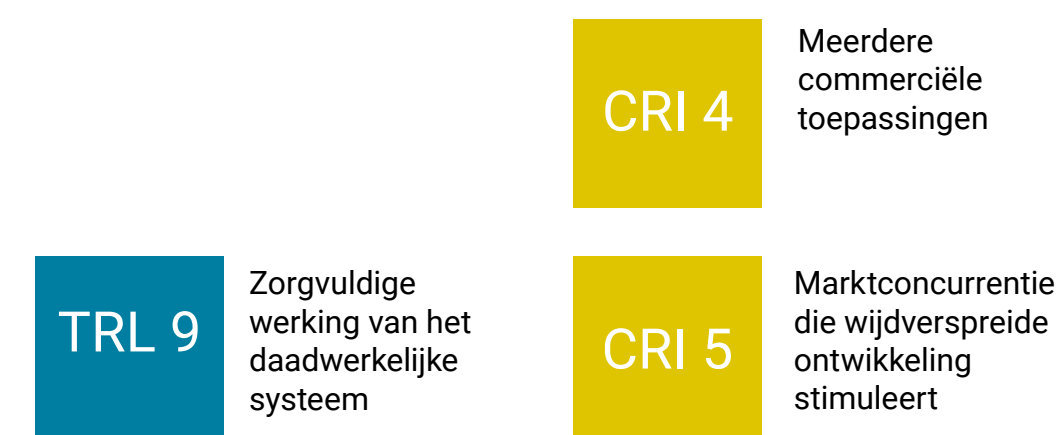 CRI 4
Meerdere
commerciële
toepassingen
TRL 9
Zorgvuldige
werking van het
daadwerkelijke
systeem
CRI 5
Marktconcurrentie
die wijdverspreide
ontwikkeling
stimuleert